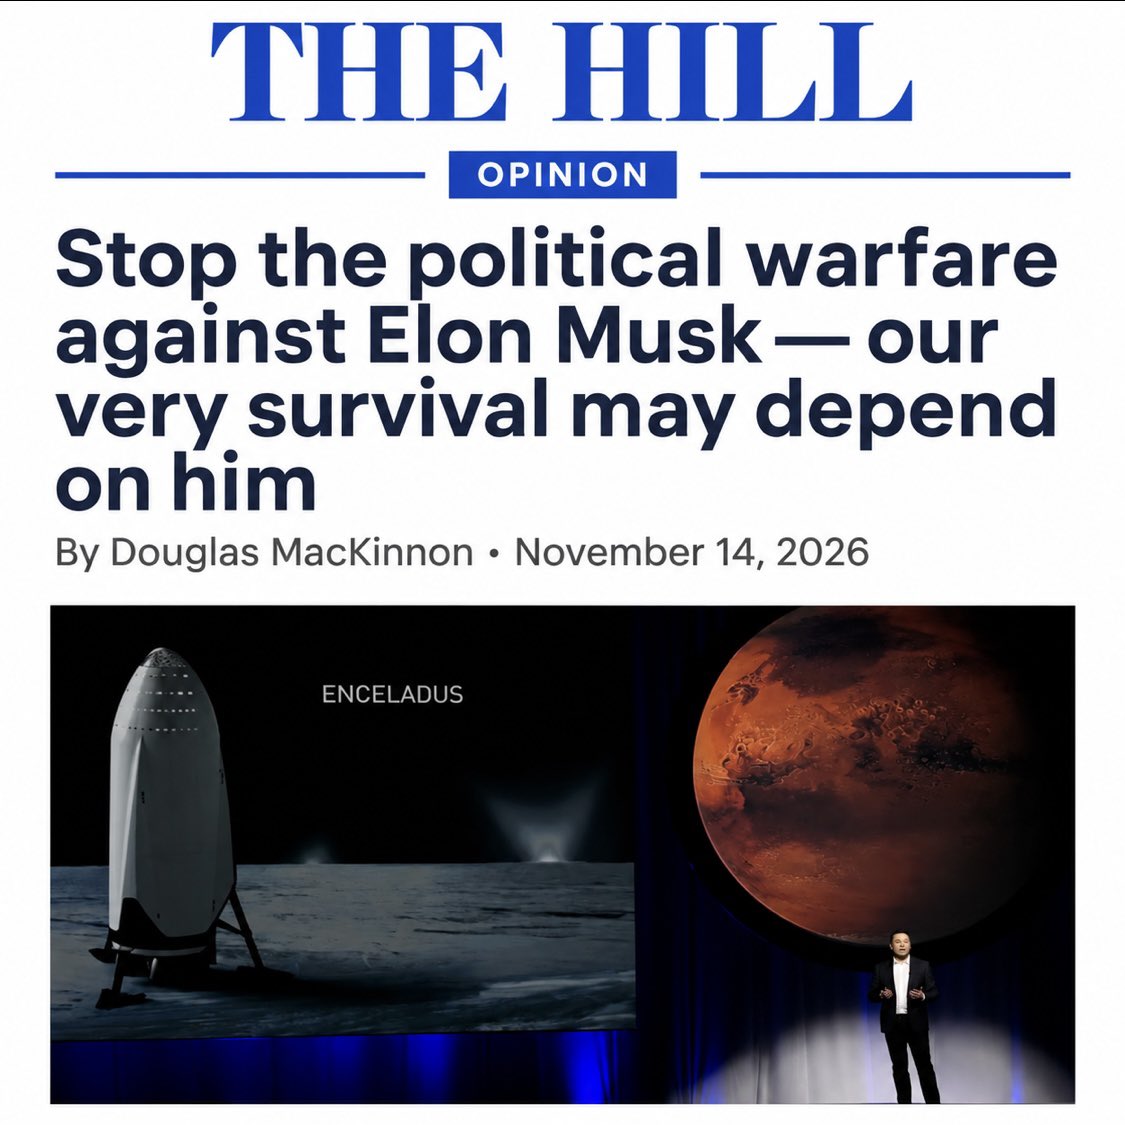 THE HILL
OPINION
Stop the political warfare
against Elon Musk — our
very survival may depend
on him
By Douglas MacKinnon • November 14, 2026
ENCELADUS